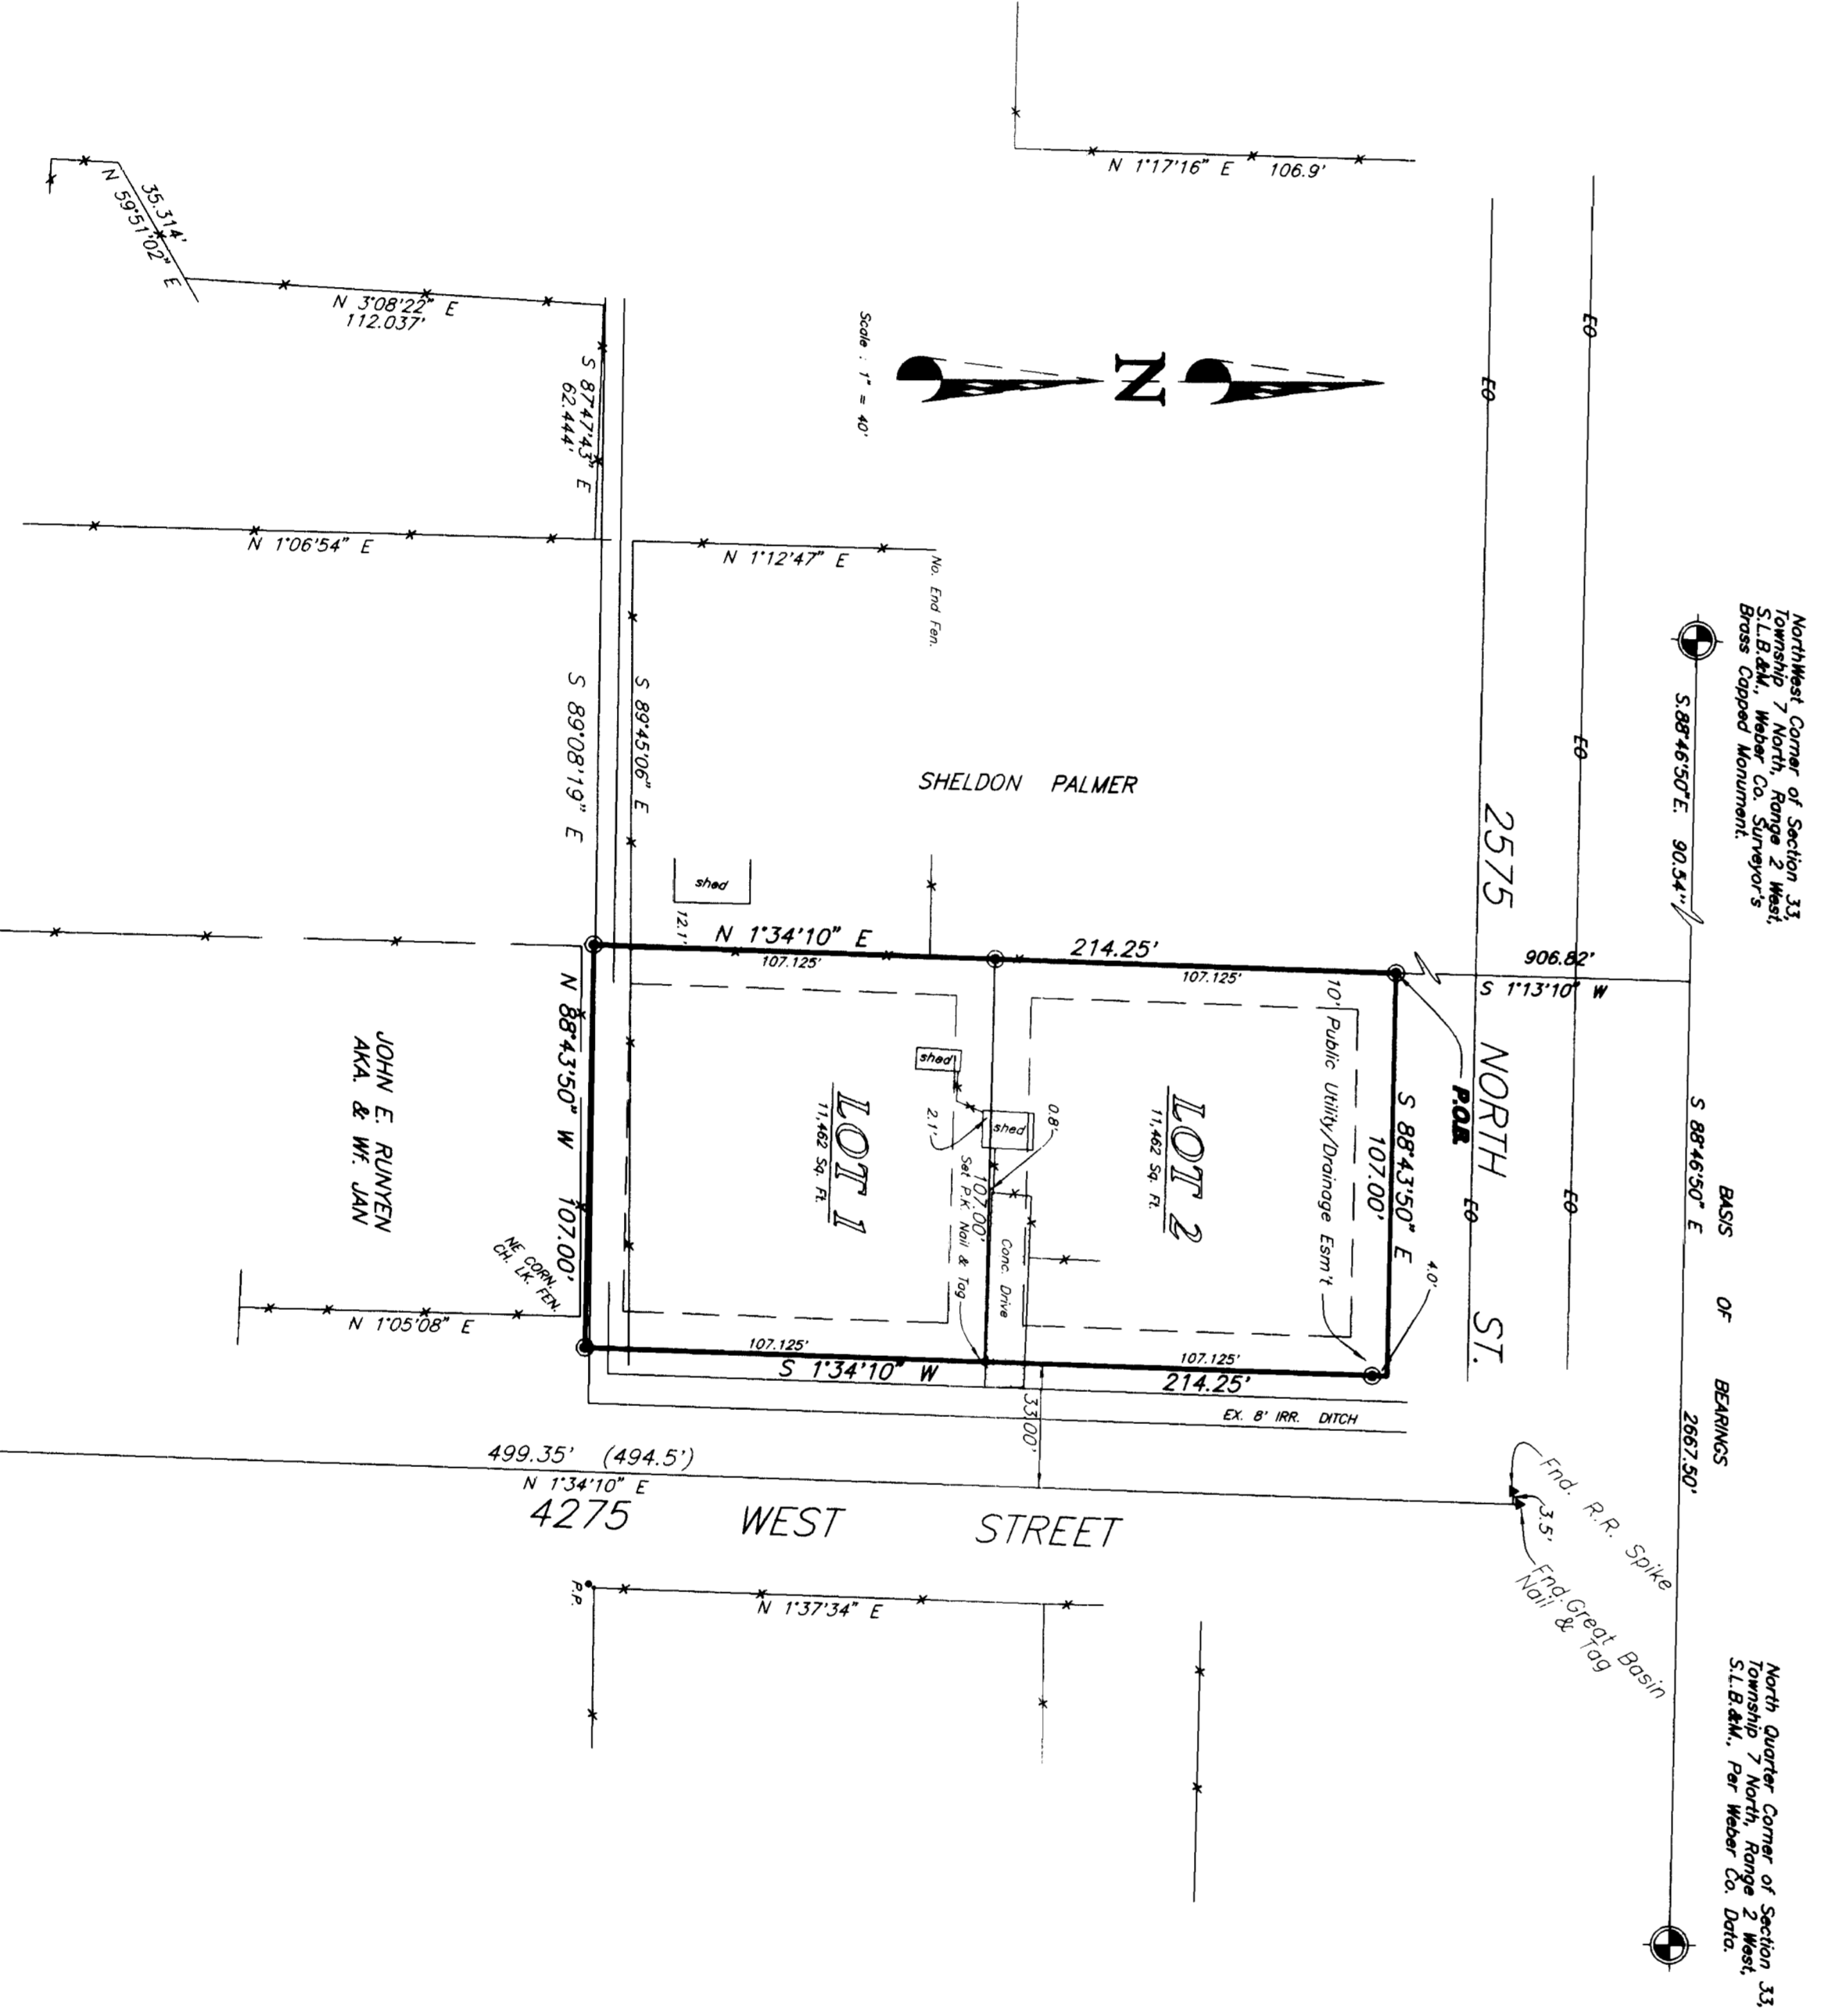 NorthWest Corner of Section 33,
Township 7 North, Range 2 West,
S.L.B.&M., Weber Co. Surveyor's
Brass Capped Monument.
S.88°46'50"E. 90.54'
BASIS OF BEARINGS
S 88°46'50" E 2667.50'
North Quarter Corner of Section 33,
Township 7 North, Range 2 West,
S.L.B.&M., Per Weber Co. Data.
906.82'
S 1°13'10" W
EO
EO
EO
EO
EO
2575 NORTH ST.
P.O.B.
Fnd. R.R. Spike
3.5'
Fnd. Great Basin
Nail & Tag
N 1°17'16" E 106.9'
N
Scale : 1" = 40'
35.314'
N 59°51'02" E
N 3°08'22" E
112.037'
S 87°47'43" E
62.444'
N 1°06'54" E
N 1°12'47" E
No. End Fen.
S 89°45'06" E
S 89°08'19" E
SHELDON PALMER
shed
12.1'
N 1°34'10" E 214.25'
107.125'
107.125'
S 88°43'50" E
107.00'
4.0'
10' Public Utility/Drainage Esm't
LOT 2
11,462 Sq. Ft.
0.8'
shed
2.1'
shed
107.00'
Set P.K. Nail & Tag
Conc. Drive
LOT 1
11,462 Sq. Ft.
N 88°43'50" W 107.00'
JOHN E. RUNYEN
AKA. & Wf. JAN
NE CORN.
CH. LK. FEN.
N 1°05'08" E
107.125'
107.125'
S 1°34'10" W 214.25'
33.00'
EX. 8' IRR. DITCH
499.35' (494.5')
N 1°34'10" E
4275 WEST STREET
P.P.
N 1°37'34" E